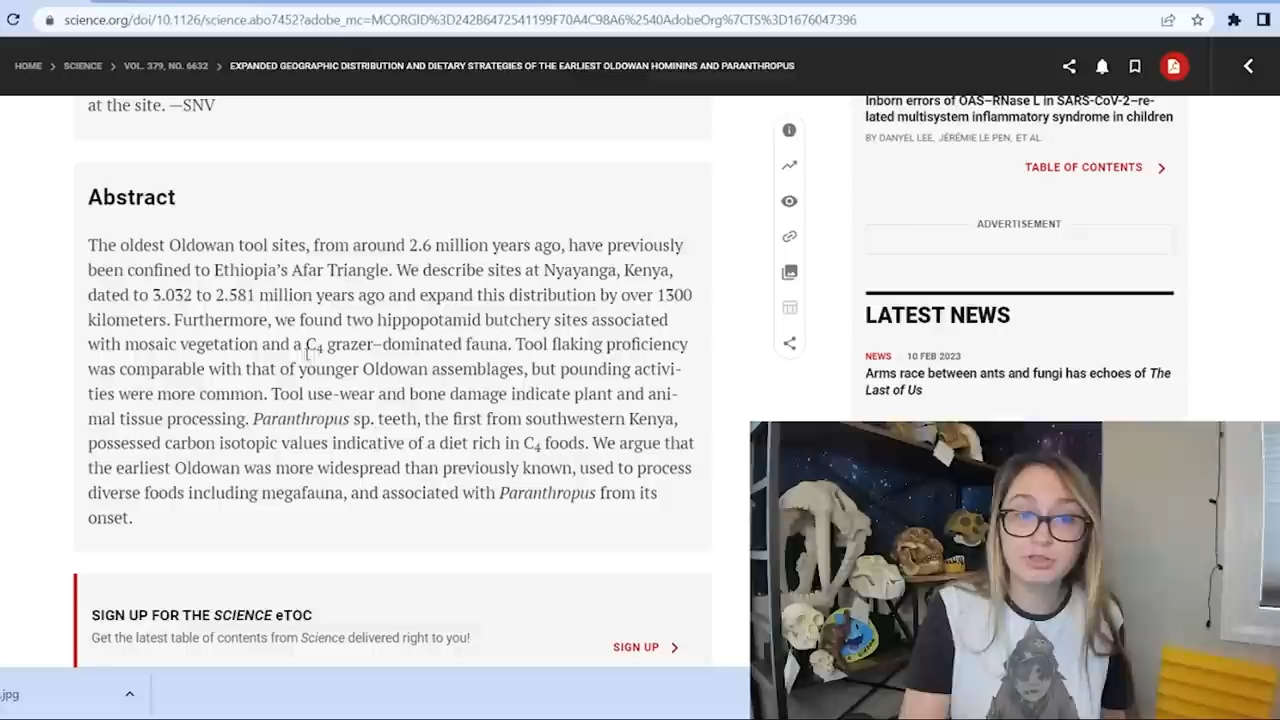 science.org/doi/10.1126/science.abo7452?adobe_mc=MCORGID%3D242B6472541199F70A4C98A6%2540AdobeOrg%7CTS%3D1676047396
HOME > SCIENCE > VOL. 379, NO. 6632 > EXPANDED GEOGRAPHIC DISTRIBUTION AND DIETARY STRATEGIES OF THE EARLIEST OLDOWAN HOMININS AND PARANTHROPUS
at the site. —SNV
Abstract
The oldest Oldowan tool sites, from around 2.6 million years ago, have previously
been confined to Ethiopia's Afar Triangle. We describe sites at Nyayanga, Kenya,
dated to 3.032 to 2.581 million years ago and expand this distribution by over 1300
kilometers. Furthermore, we found two hippopotamid butchery sites associated
with mosaic vegetation and a C4 grazer–dominated fauna. Tool flaking proficiency
was comparable with that of younger Oldowan assemblages, but pounding activi-
ties were more common. Tool use-wear and bone damage indicate plant and ani-
mal tissue processing. Paranthropus sp. teeth, the first from southwestern Kenya,
possessed carbon isotopic values indicative of a diet rich in C4 foods. We argue that
the earliest Oldowan was more widespread than previously known, used to process
diverse foods including megafauna, and associated with Paranthropus from its
onset.
SIGN UP FOR THE SCIENCE eTOC
Get the latest table of contents from Science delivered right to you!
SIGN UP >
Inborn errors of OAS–RNase L in SARS-CoV-2–re-
lated multisystem inflammatory syndrome in children
BY DANYEL LEE, JÉRÉMIE LE PEN, ET AL.
TABLE OF CONTENTS >
ADVERTISEMENT
LATEST NEWS
NEWS 10 FEB 2023
Arms race between ants and fungi has echoes of The
Last of Us
.jpg